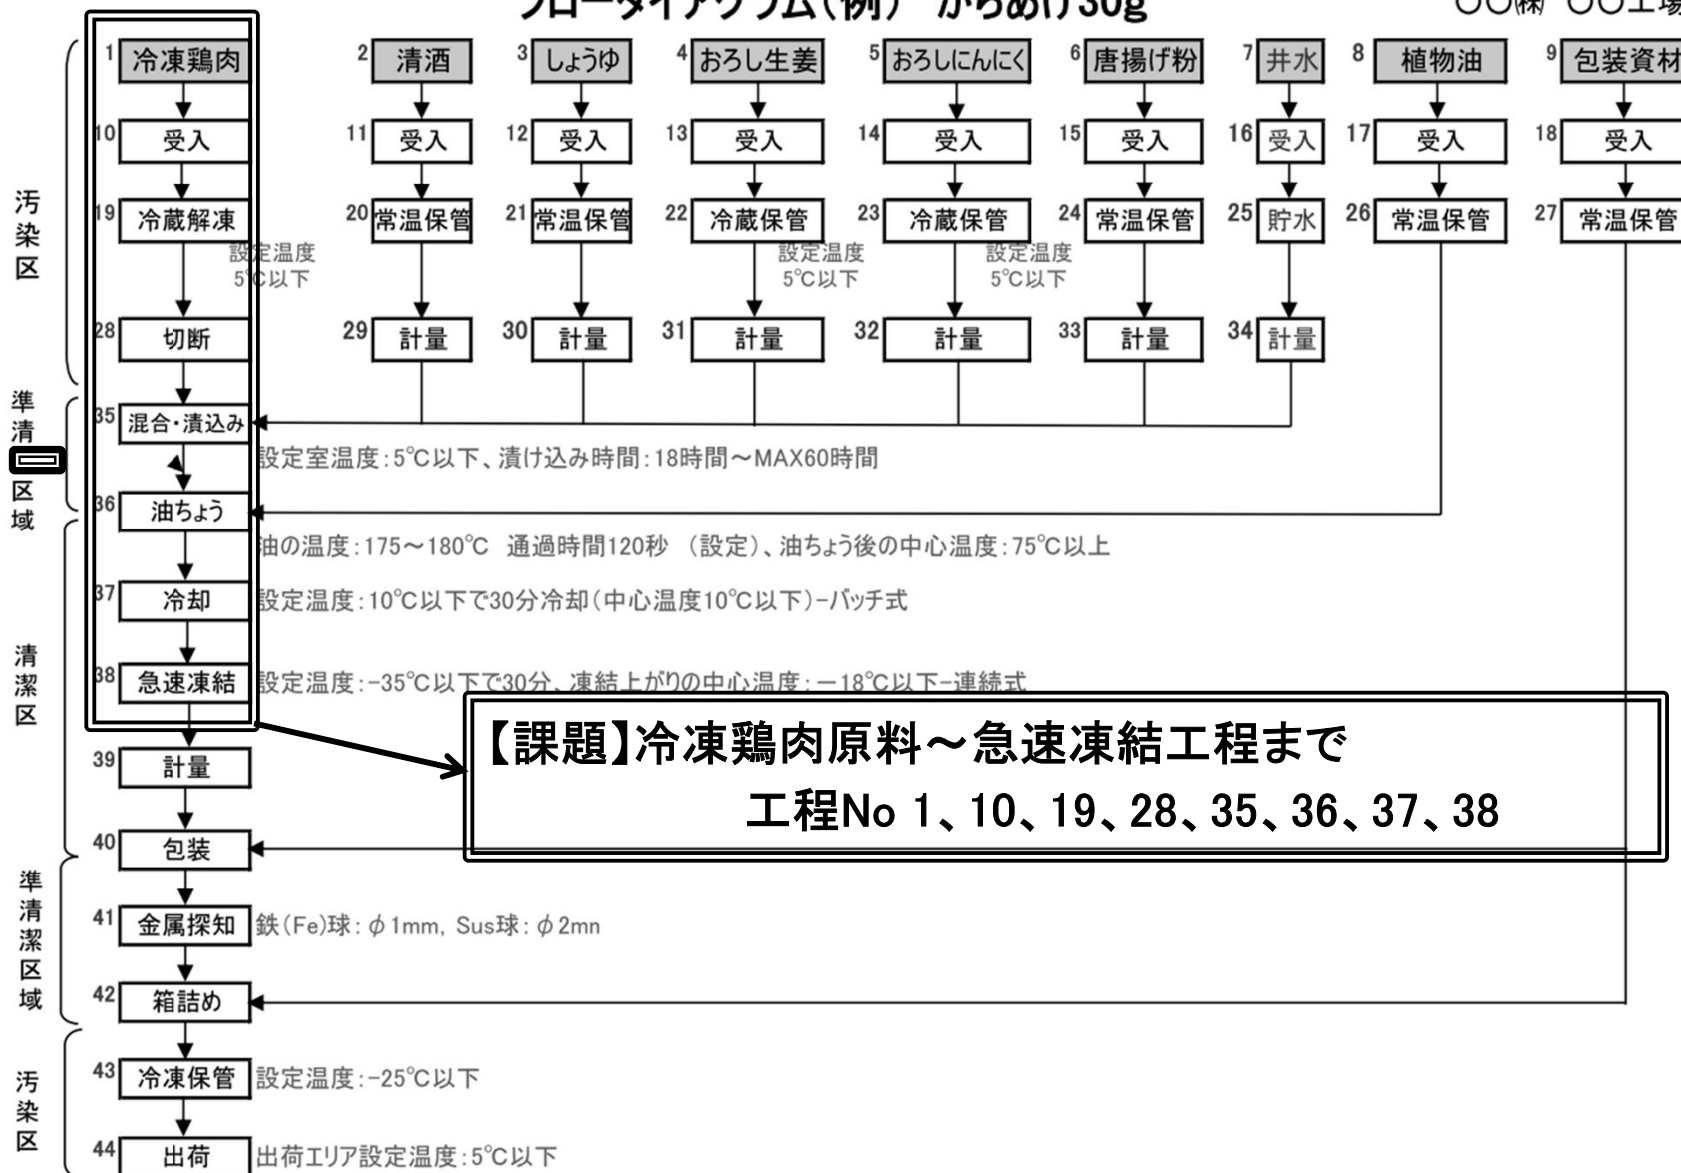 フローダイアグラム(例) からあげ30g
○○㈱ ○○工場
1 冷凍鶏肉 2 清酒 3 しょうゆ 4 おろし生姜 5 おろしにんにく 6 唐揚げ粉 7 井水 8 植物油 9 包装資材
10 受入 11 受入 12 受入 13 受入 14 受入 15 受入 16 受入 17 受入 18 受入
19 冷蔵解凍 20 常温保管 21 常温保管 22 冷蔵保管 23 冷蔵保管 24 常温保管 25 貯水 26 常温保管 27 常温保管
設定温度 設定温度 設定温度
5℃以下 5℃以下 5℃以下
汚染区
28 切断 29 計量 30 計量 31 計量 32 計量 33 計量 34 計量
35 混合・漬込み
設定室温度:5℃以下、漬け込み時間:18時間～MAX60時間
準清区域
36 油ちょう
油の温度:175～180℃ 通過時間120秒 (設定)、油ちょう後の中心温度:75℃以上
37 冷却 設定温度:10℃以下で30分冷却(中心温度10℃以下)-バッチ式
38 急速凍結 設定温度:-35℃以下で30分、凍結上がりの中心温度:－18℃以下-連続式
清潔区
【課題】冷凍鶏肉原料～急速凍結工程まで
工程No 1、10、19、28、35、36、37、38
39 計量
40 包装
41 金属探知 鉄(Fe)球:φ1mm, Sus球:φ2mn
準清潔区域
42 箱詰め
43 冷凍保管 設定温度:-25℃以下
汚染区
44 出荷 出荷エリア設定温度:5℃以下